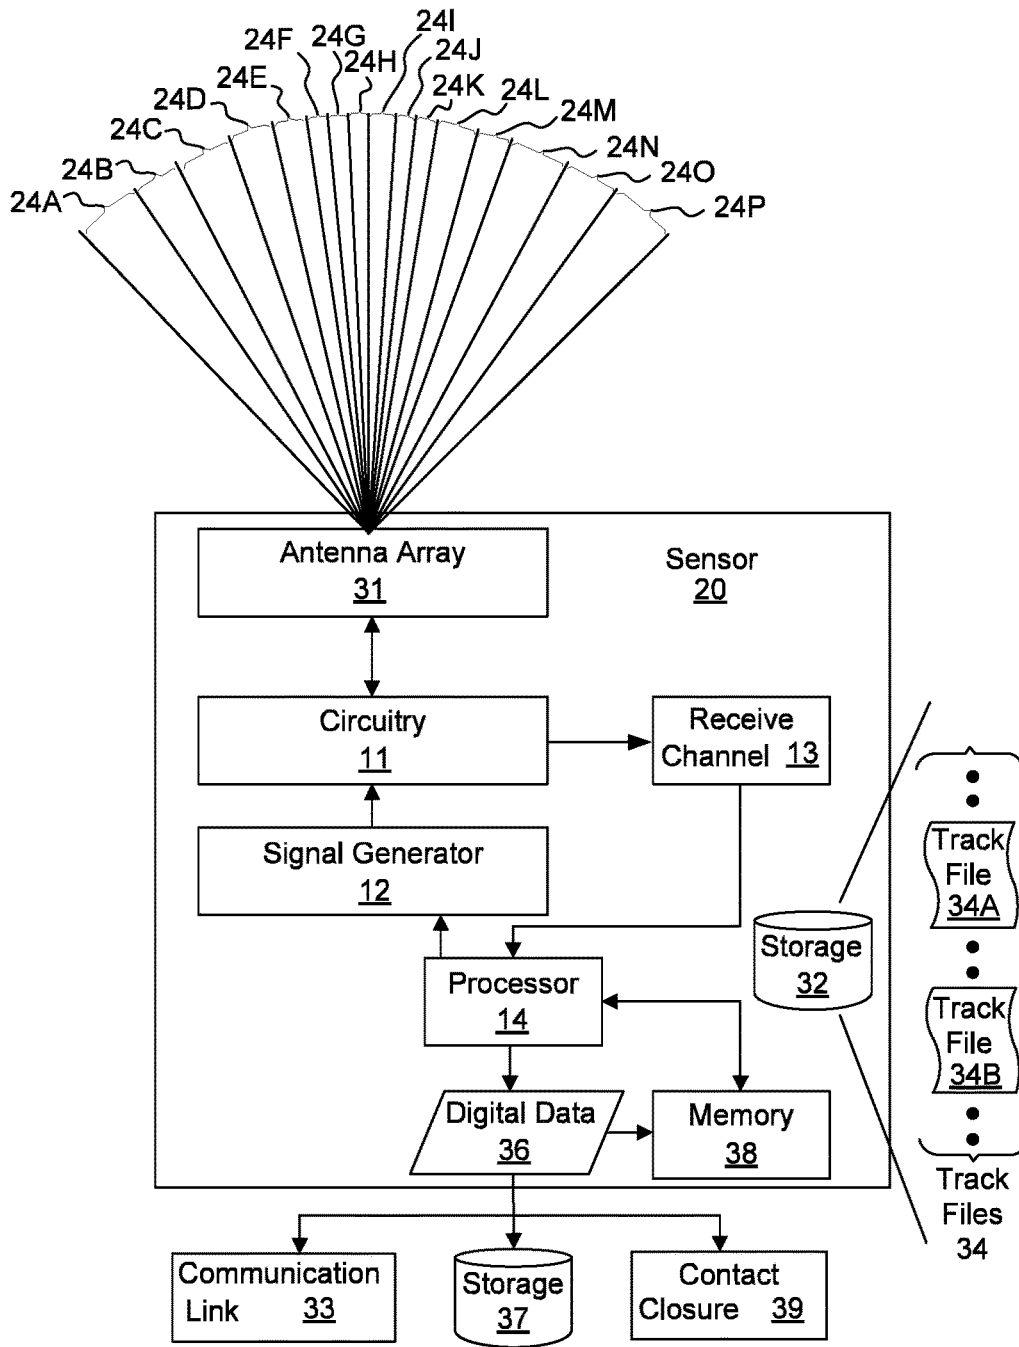 24I
24G
24J
24F
24H
24E
24K
24L
24D
24M
24C
24N
24B
24O
24A
24P
Antenna Array
31
Sensor
20
Circuitry
11
Receive
Channel 13
Signal Generator
12
Track
File
34A
Storage
32
Processor
14
Track
File
34B
Digital Data
36
Memory
38
Track
Files
34
Communication
Link 33
Storage
37
Contact
Closure 39